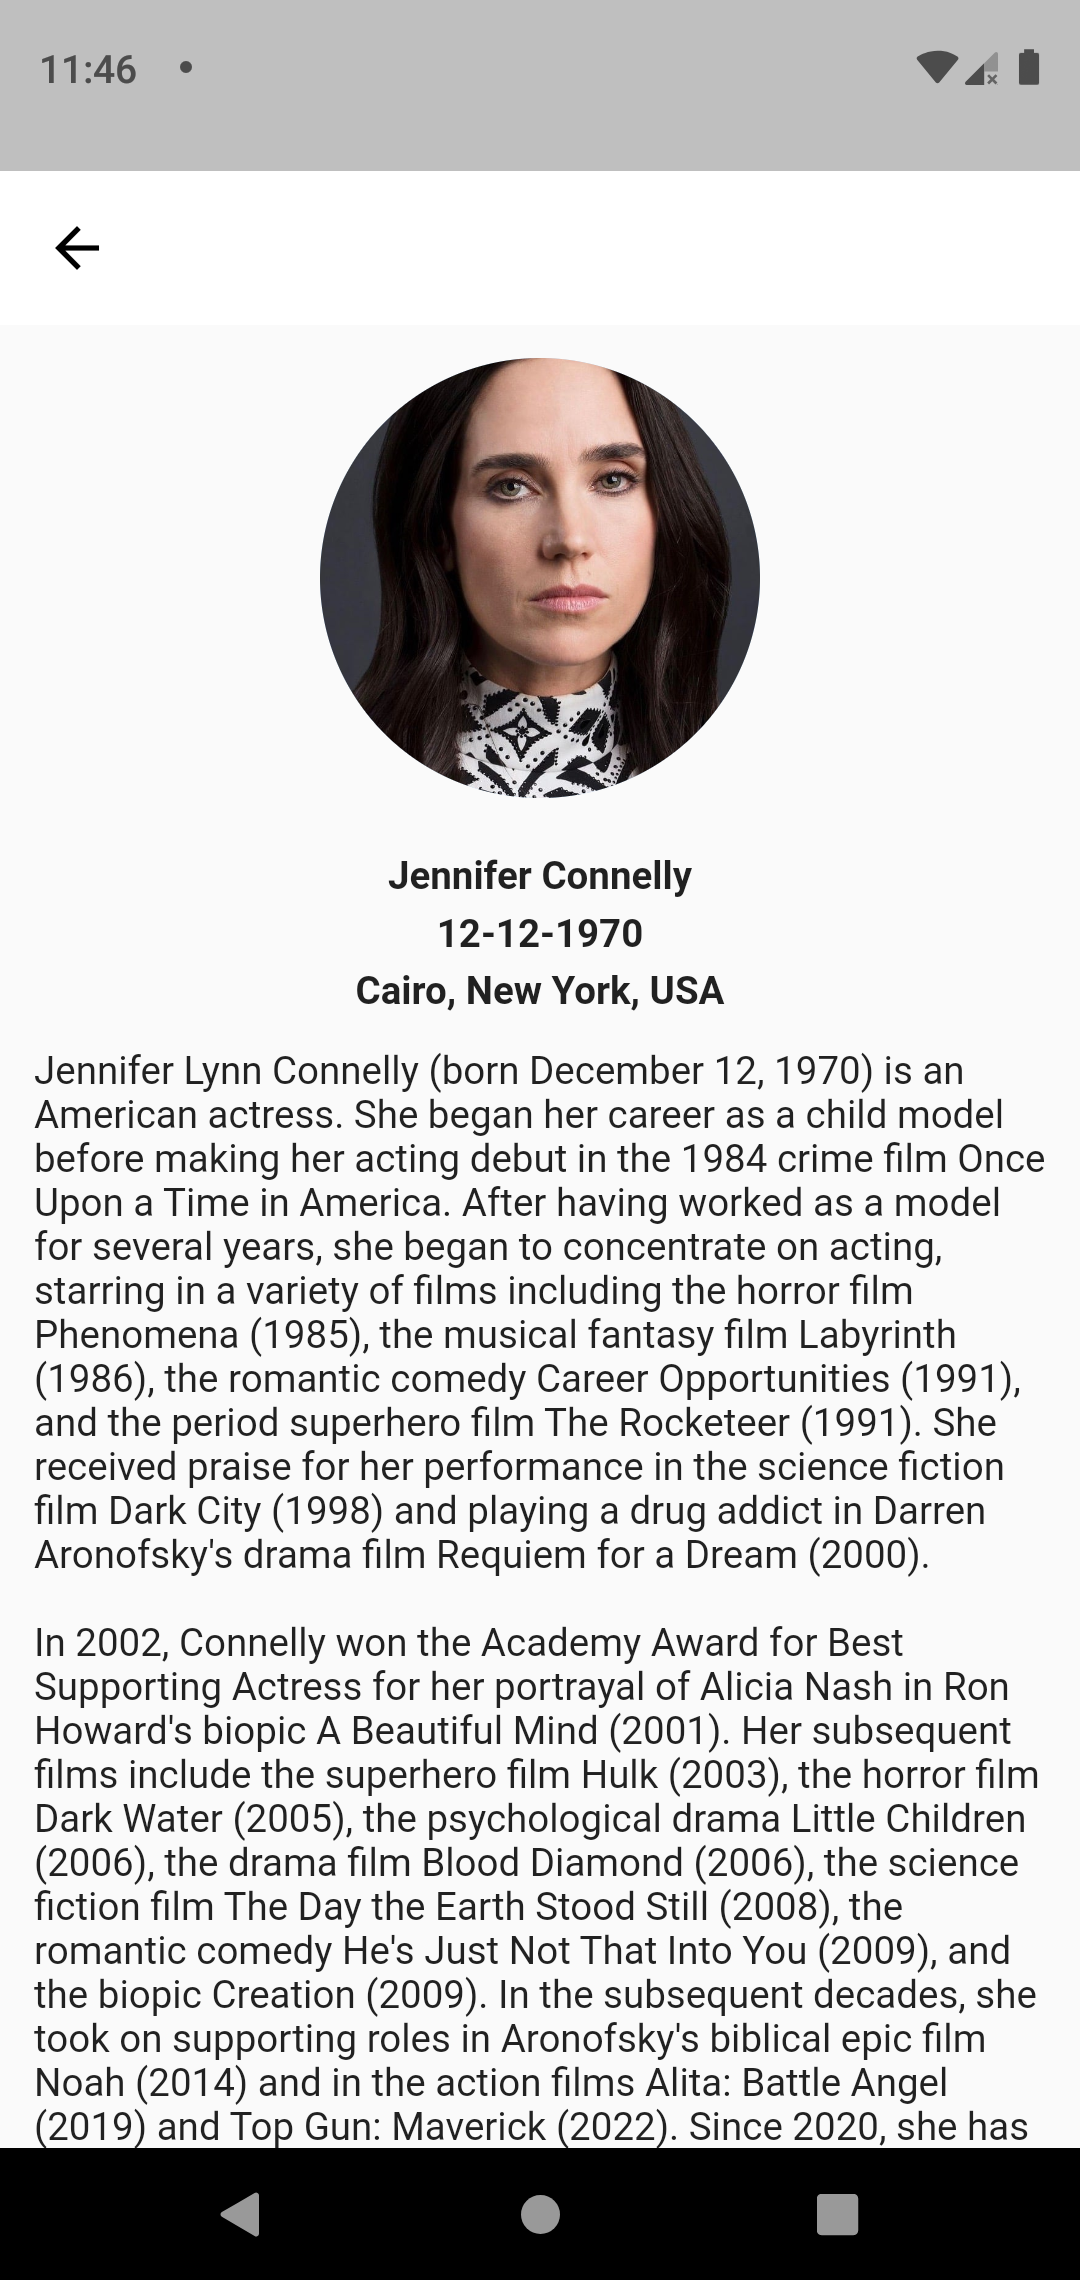 11:46
Jennifer Connelly
12-12-1970
Cairo, New York, USA
Jennifer Lynn Connelly (born December 12, 1970) is an
American actress. She began her career as a child model
before making her acting debut in the 1984 crime film Once
Upon a Time in America. After having worked as a model
for several years, she began to concentrate on acting,
starring in a variety of films including the horror film
Phenomena (1985), the musical fantasy film Labyrinth
(1986), the romantic comedy Career Opportunities (1991),
and the period superhero film The Rocketeer (1991). She
received praise for her performance in the science fiction
film Dark City (1998) and playing a drug addict in Darren
Aronofsky's drama film Requiem for a Dream (2000).
In 2002, Connelly won the Academy Award for Best
Supporting Actress for her portrayal of Alicia Nash in Ron
Howard's biopic A Beautiful Mind (2001). Her subsequent
films include the superhero film Hulk (2003), the horror film
Dark Water (2005), the psychological drama Little Children
(2006), the drama film Blood Diamond (2006), the science
fiction film The Day the Earth Stood Still (2008), the
romantic comedy He's Just Not That Into You (2009), and
the biopic Creation (2009). In the subsequent decades, she
took on supporting roles in Aronofsky's biblical epic film
Noah (2014) and in the action films Alita: Battle Angel
(2019) and Top Gun: Maverick (2022). Since 2020, she has